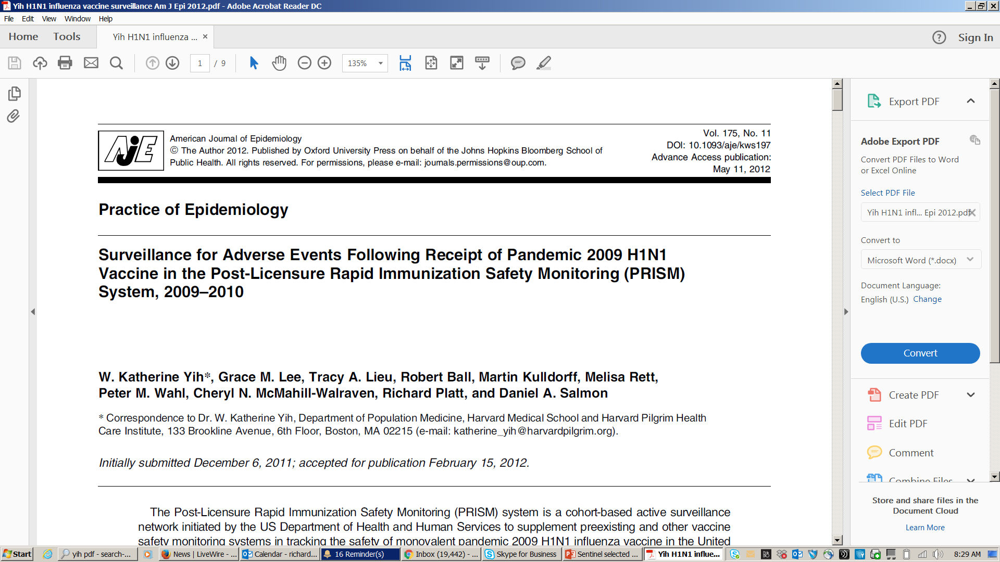 Yih H1N1 influenza vaccine surveillance Am J Epi 2012.pdf - Adobe Acrobat Reader DC
File Edit View Window Help
Home Tools Yih H1N1 influenza ... × ? Sign In
1 / 9 135%
Export PDF
Adobe Export PDF
Convert PDF Files to Word
or Excel Online
Select PDF File
Yih H1N1 infl... Epi 2012.pdf
Convert to
Microsoft Word (*.docx)
Document Language:
English (U.S.) Change
Convert
Create PDF
Edit PDF
Comment
Combine Files
Store and share files in the
Document Cloud
Learn More
AJE
American Journal of Epidemiology
© The Author 2012. Published by Oxford University Press on behalf of the Johns Hopkins Bloomberg School of
Public Health. All rights reserved. For permissions, please e-mail: journals.permissions@oup.com.
Vol. 175, No. 11
DOI: 10.1093/aje/kws197
Advance Access publication:
May 11, 2012
Practice of Epidemiology
Surveillance for Adverse Events Following Receipt of Pandemic 2009 H1N1
Vaccine in the Post-Licensure Rapid Immunization Safety Monitoring (PRISM)
System, 2009–2010
W. Katherine Yih*, Grace M. Lee, Tracy A. Lieu, Robert Ball, Martin Kulldorff, Melisa Rett,
Peter M. Wahl, Cheryl N. McMahill-Walraven, Richard Platt, and Daniel A. Salmon
* Correspondence to Dr. W. Katherine Yih, Department of Population Medicine, Harvard Medical School and Harvard Pilgrim Health
Care Institute, 133 Brookline Avenue, 6th Floor, Boston, MA 02215 (e-mail: katherine_yih@harvardpilgrim.org).
Initially submitted December 6, 2011; accepted for publication February 15, 2012.
The Post-Licensure Rapid Immunization Safety Monitoring (PRISM) system is a cohort-based active surveillance
network initiated by the US Department of Health and Human Services to supplement preexisting and other vaccine
safety monitoring systems in tracking the safety of monovalent pandemic 2009 H1N1 influenza vaccine in the United
Start yih pdf - search-... News | LiveWire - ... Calendar - richard... 16 Reminder(s) Inbox (19,442) - ... Skype for Business Sentinel selected ... Yih H1N1 influe... 8:29 AM